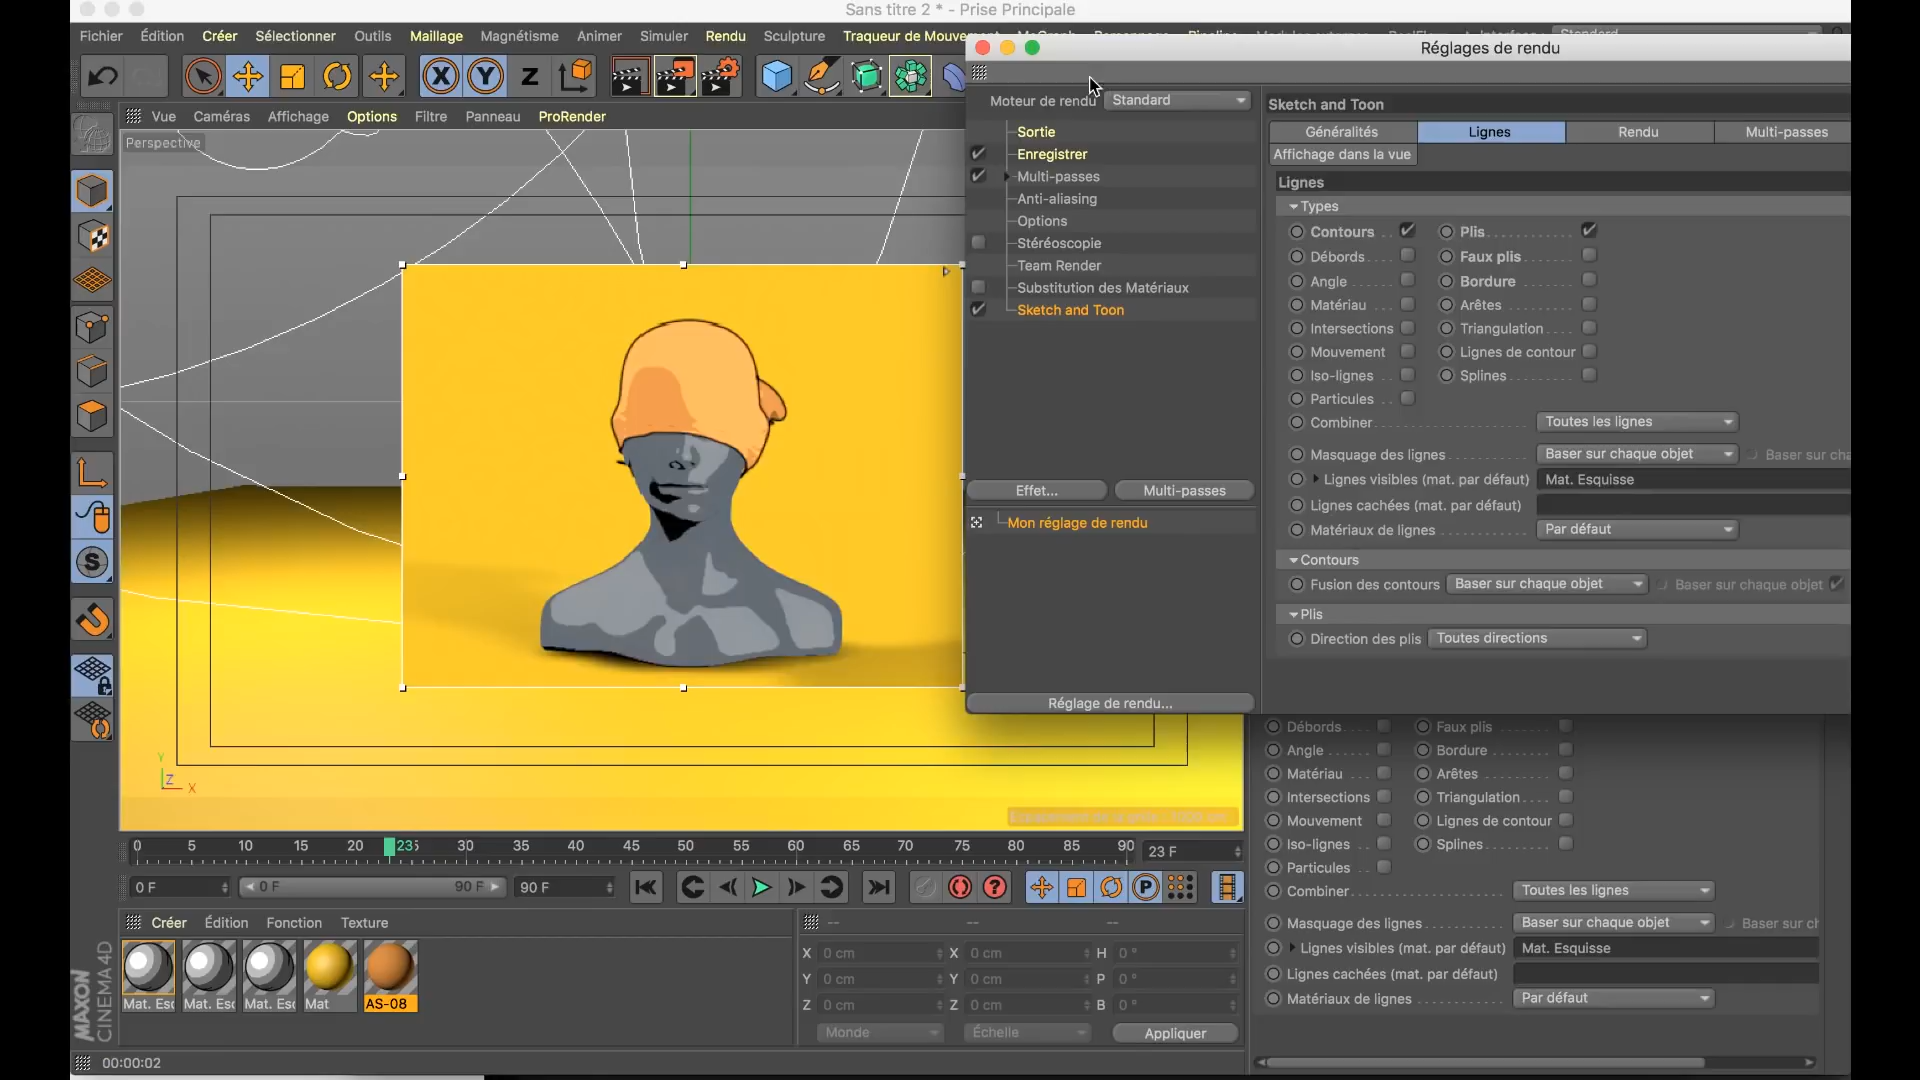 Sans titre 2 * - Prise Principale
Fichier Édition Créer Sélectionner Outils Maillage Magnétisme Animer Simuler Rendu Sculpture
Réglages de rendu
Vue Caméras Affichage Options Filtre Panneau ProRender
Perspective
Moteur de rendu Standard
Sortie
Enregistrer
Multi-passes
Anti-aliasing
Options
Stéréoscopie
Team Render
Substitution des Matériaux
Sketch and Toon
Effet... Multi-passes
Mon réglage de rendu
Réglage de rendu...
Sketch and Toon
Généralités Lignes Rendu Multi-passes
Affichage dans la vue
Lignes
Types
Contours Plis
Débords Faux plis
Angle Bordure
Matériau Arêtes
Intersections Triangulation
Mouvement Lignes de contour
Iso-lignes Splines
Particules
Combiner Toutes les lignes
Masquage des lignes Baser sur chaque objet Baser sur cha
Lignes visibles (mat. par défaut) Mat. Esquisse
Lignes cachées (mat. par défaut)
Matériaux de lignes Par défaut
Contours
Fusion des contours Baser sur chaque objet Baser sur chaque objet
Plis
Direction des plis Toutes directions
Débords Faux plis
Angle Bordure
Matériau Arêtes
Intersections Triangulation
Mouvement Lignes de contour
Iso-lignes Splines
Particules
Combiner Toutes les lignes
Masquage des lignes Baser sur chaque objet Baser sur ch
Lignes visibles (mat. par défaut) Mat. Esquisse
Lignes cachées (mat. par défaut)
Matériaux de lignes Par défaut
Y
Z
X
0 5 10 15 20 23 30 35 40 45 50 55 60 65 70 75 80 85 90 23 F
0 F 0 F 90 F 90 F
Créer Édition Fonction Texture
-- -- --
Mat. Esc Mat. Esc Mat. Esc Mat AS-08
X 0 cm X 0 cm H 0 °
Y 0 cm Y 0 cm P 0 °
Z 0 cm Z 0 cm B 0 °
Monde Échelle Appliquer
MAXON
CINEMA4D
00:00:02